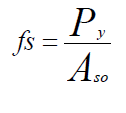 fs = P_y / A_so